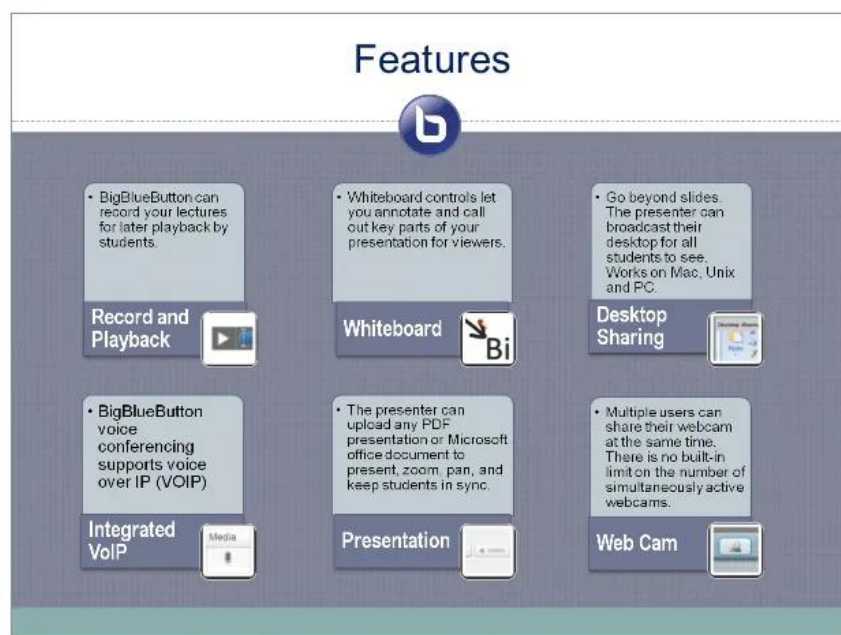 Features
b
• BigBlueButton can
record your lectures
for later playback by
students.
Record and
Playback
• Whiteboard controls let
you annotate and call
out key parts of your
presentation for viewers.
Whiteboard
Bi
• Go beyond slides.
The presenter can
broadcast their
desktop for all
students to see.
Works on Mac, Unix
and PC.
Desktop
Sharing
• BigBlueButton
voice
conferencing
supports voice
over IP (VOIP)
Integrated
VoIP
Media
• The presenter can
upload any PDF
presentation or Microsoft
office document to
present, zoom, pan, and
keep students in sync.
Presentation
• Multiple users can
share their webcam
at the same time.
There is no built-in
limit on the number of
simultaneously active
webcams.
Web Cam